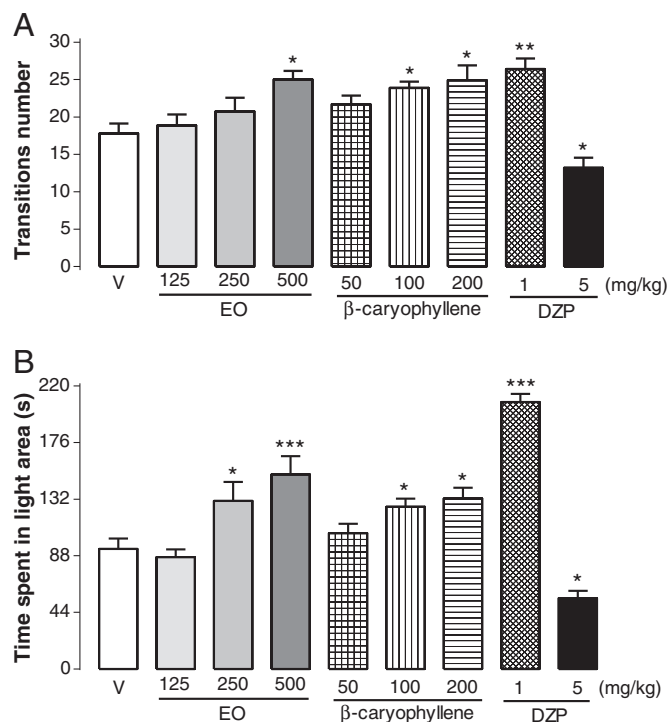 A
Transitions number
30
25
20
15
10
5
0
* * * ** *
V 125 250 500 50 100 200 1 5 (mg/kg)
EO β-caryophyllene DZP
B
Time spent in light area (s)
220
176
132
88
44
0
* *** * * *** *
V 125 250 500 50 100 200 1 5 (mg/kg)
EO β-caryophyllene DZP